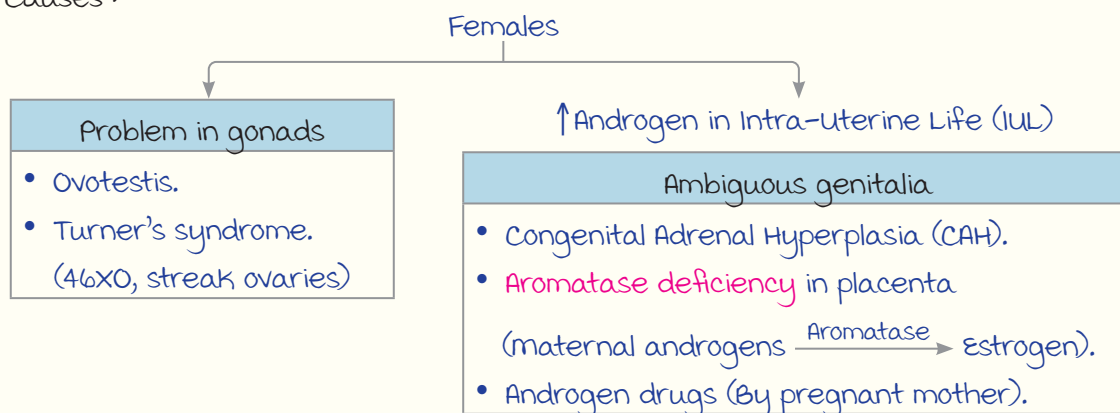 Causes :
Females
Problem in gonads
• Ovotestis.
• Turner's syndrome.
(46XO, streak ovaries)
↑Androgen in Intra-Uterine Life (IUL)
Ambiguous genitalia
• Congenital Adrenal Hyperplasia (CAH).
• Aromatase deficiency in placenta
(maternal androgens Aromatase → Estrogen).
• Androgen drugs (By pregnant mother).